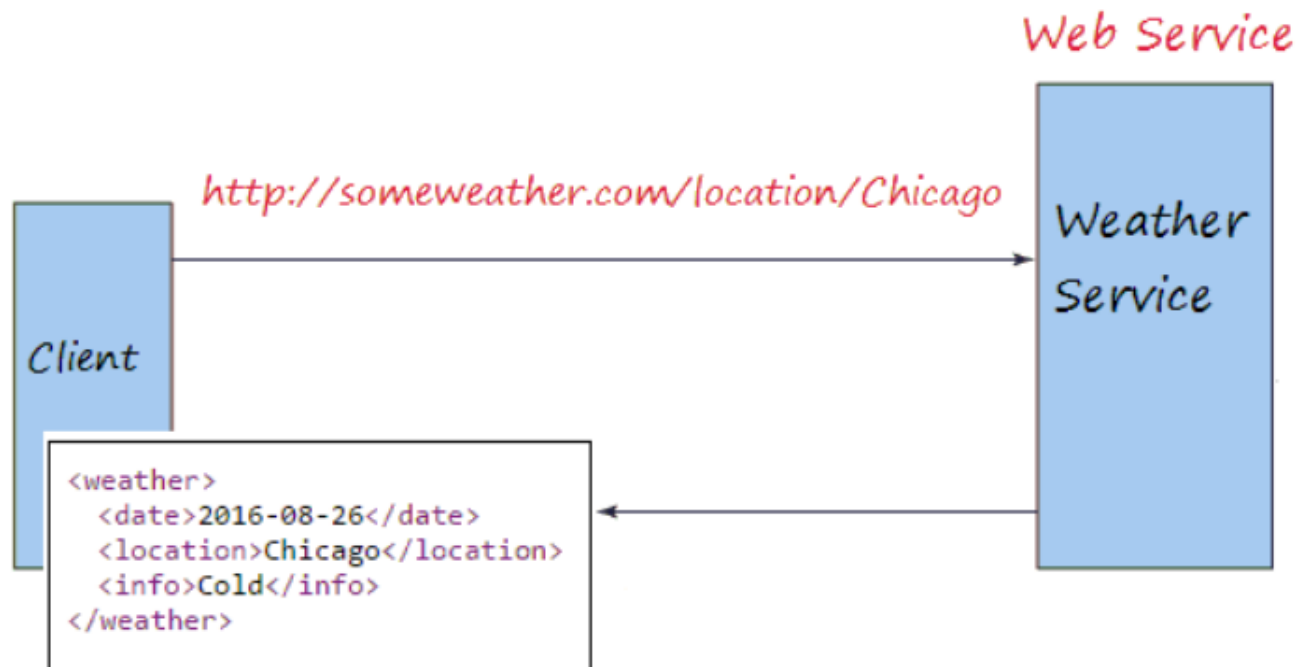 Web Service
http://someweather.com/location/Chicago
Weather
Service
Client
<weather>
<date>2016-08-26</date>
<location>Chicago</location>
<info>Cold</info>
</weather>